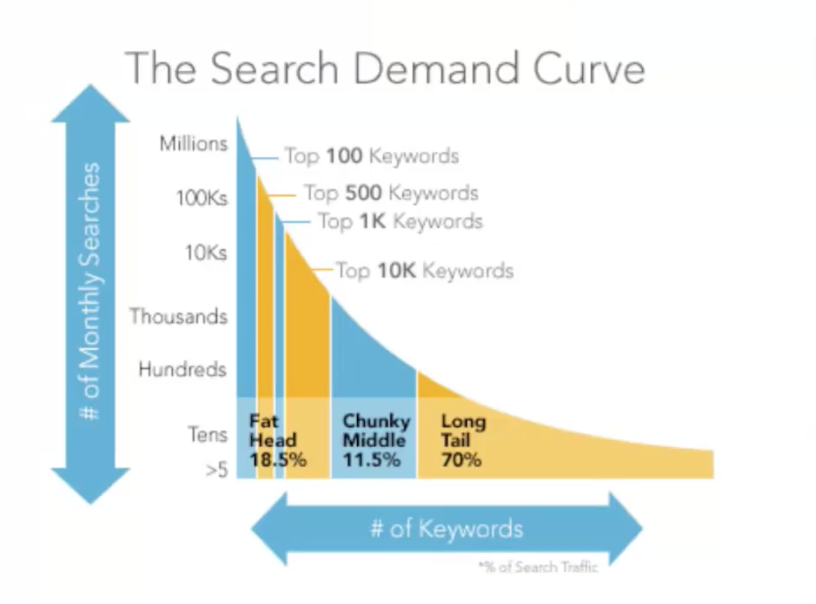 The Search Demand Curve
# of Monthly Searches
Millions
100Ks
10Ks
Thousands
Hundreds
Tens
>5
Top 100 Keywords
Top 500 Keywords
Top 1K Keywords
Top 10K Keywords
Fat
Head
18.5%
Chunky
Middle
11.5%
Long
Tail
70%
# of Keywords
*% of Search Traffic